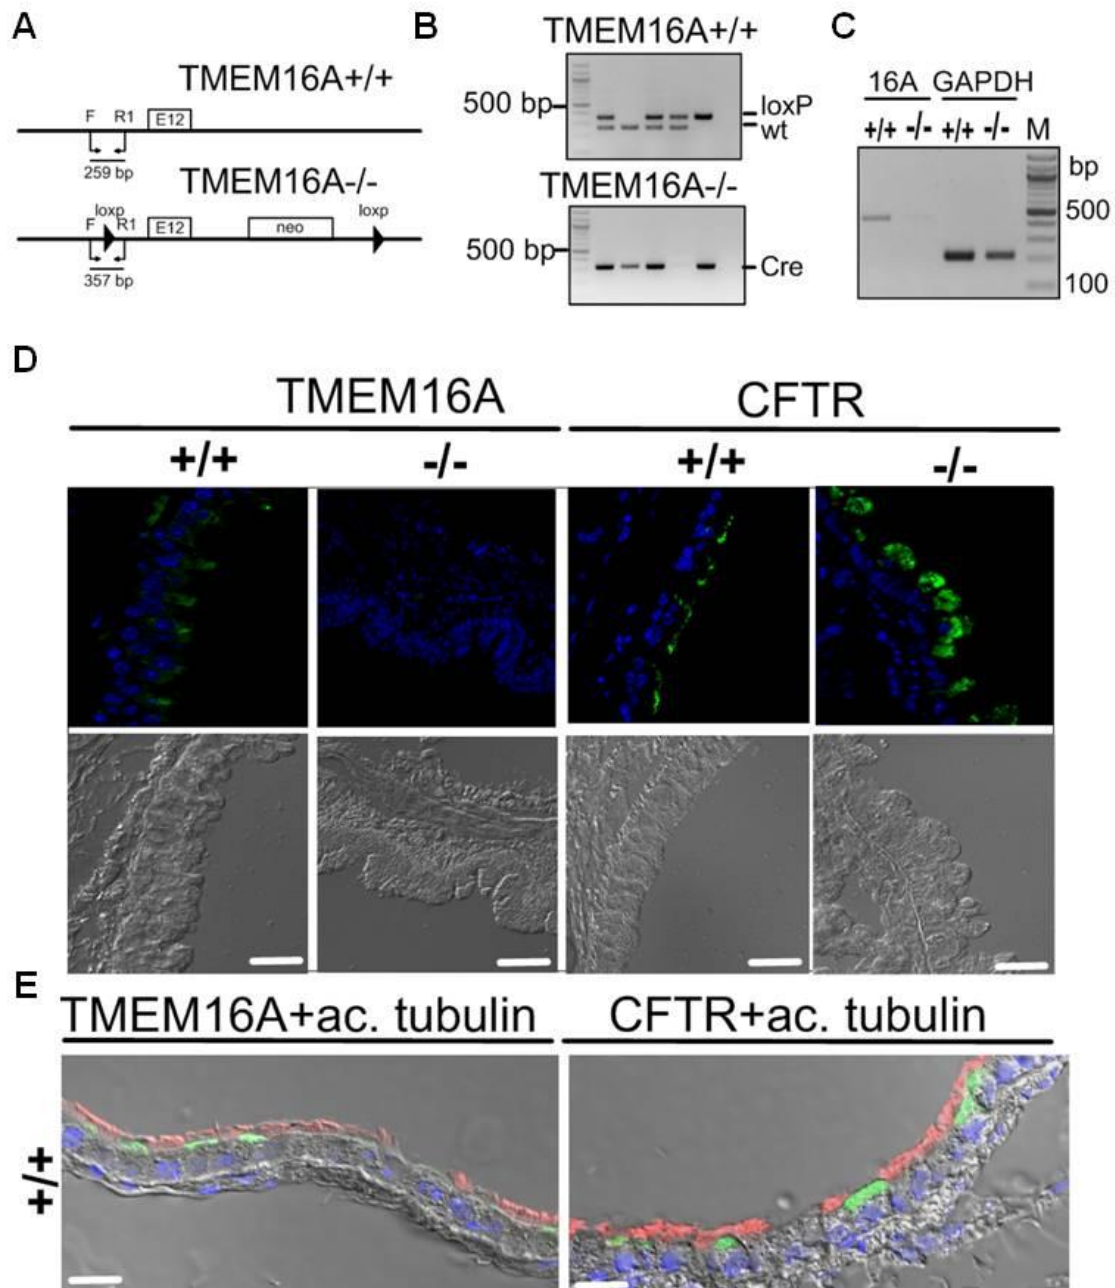 A
TMEM16A+/+
F R1 E12
259 bp
TMEM16A-/-
loxp loxp
F R1 E12 neo
357 bp
B
TMEM16A+/+
500 bp
loxP
wt
TMEM16A-/-
500 bp
Cre
C
16A GAPDH
+/+ -/- +/+ -/- M
bp
500
100
D
TMEM16A CFTR
+/+ -/- +/+ -/-
E
TMEM16A+ac. tubulin CFTR+ac. tubulin
+/+